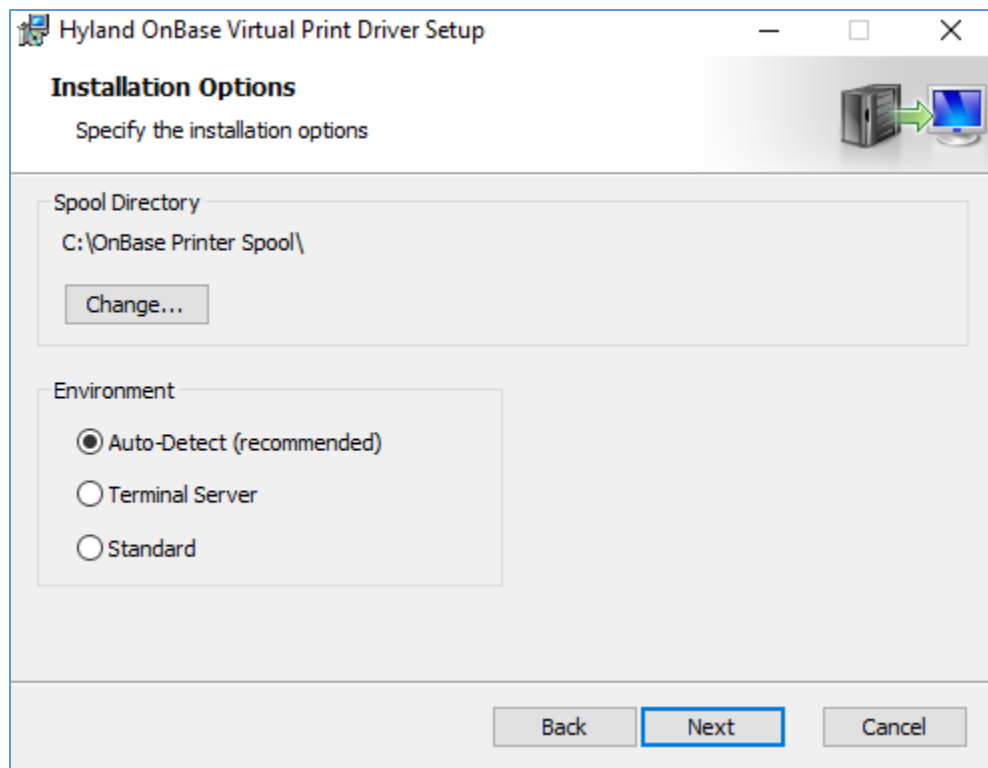 Hyland OnBase Virtual Print Driver Setup
Installation Options
Specify the installation options
Spool Directory
C:\OnBase Printer Spool\
Change...
Environment
Auto-Detect (recommended)
Terminal Server
Standard
Back Next Cancel